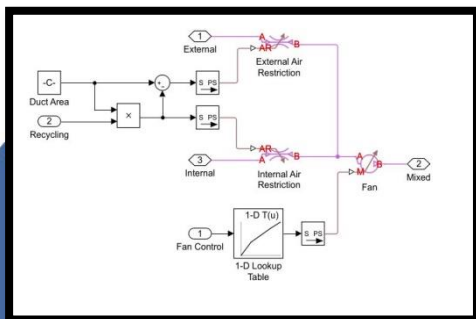 1
External
A
AR
B
External Air
Restriction
-C-
Duct Area
+
-
S PS
2
Recycling
×
S PS
3
Internal
AR
A
B
Internal Air
Restriction
A
M
B
Fan
2
Mixed
1
Fan Control
1-D T(u)
1-D Lookup
Table
S PS